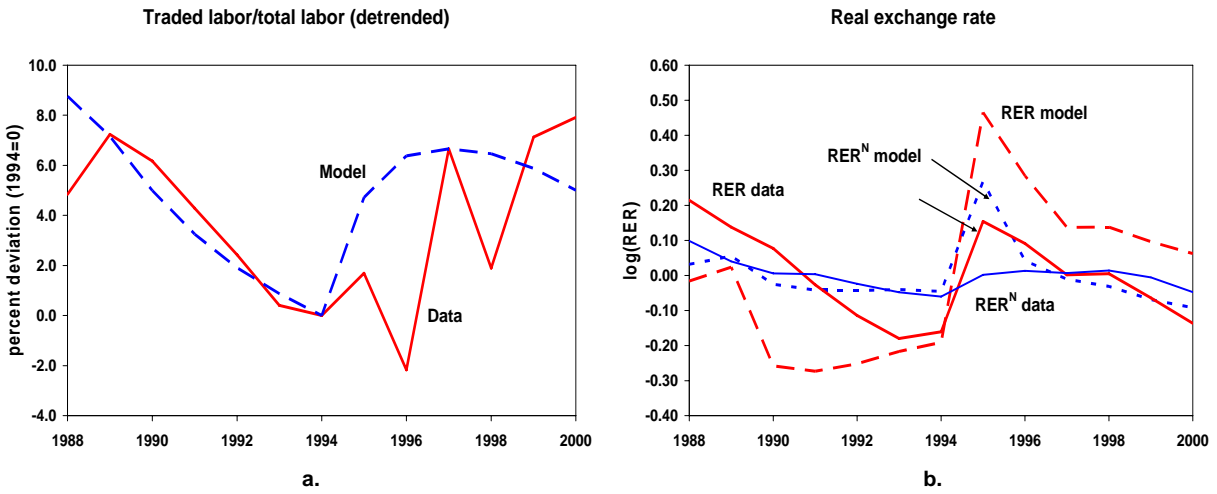 Traded labor/total labor (detrended)
percent deviation (1994=0)
10.0
8.0
6.0
4.0
2.0
0.0
-2.0
-4.0
Model
Data
1988 1990 1992 1994 1996 1998 2000
a.
Real exchange rate
log(RER)
0.60
0.50
0.40
0.30
0.20
0.10
0.00
-0.10
-0.20
-0.30
-0.40
RER model
RER^N model
RER data
RER^N data
1988 1990 1992 1994 1996 1998 2000
b.